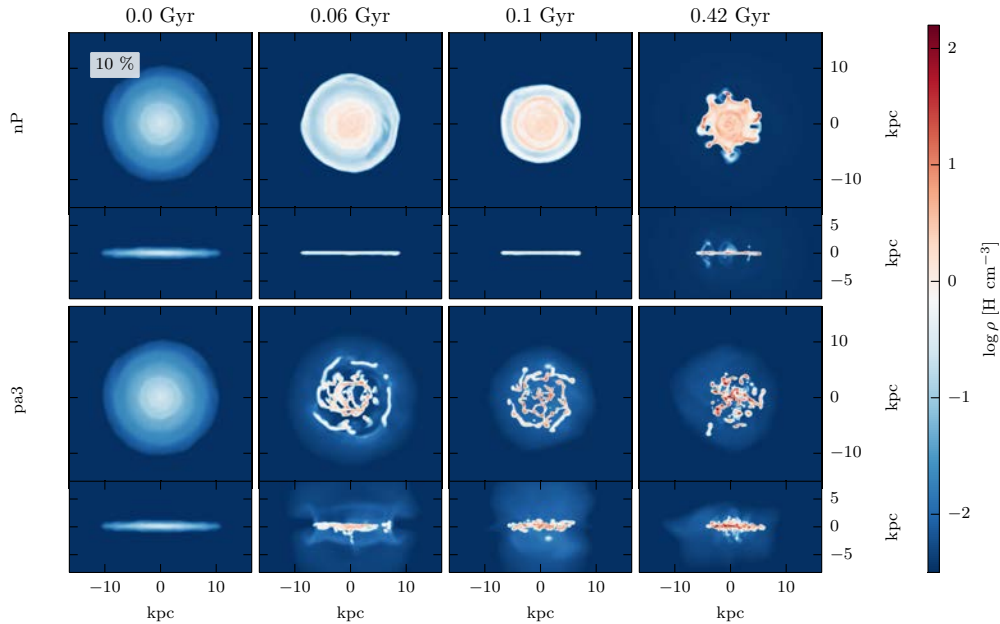 0.0 Gyr 0.06 Gyr 0.1 Gyr 0.42 Gyr
10 %
nP
10
0
−10
kpc
5
0
−5
kpc
pa3
10
0
−10
kpc
5
0
−5
kpc
−10 0 10 −10 0 10 −10 0 10 −10 0 10
kpc kpc kpc kpc
2
1
0
−1
−2
log ρ [H cm⁻³]